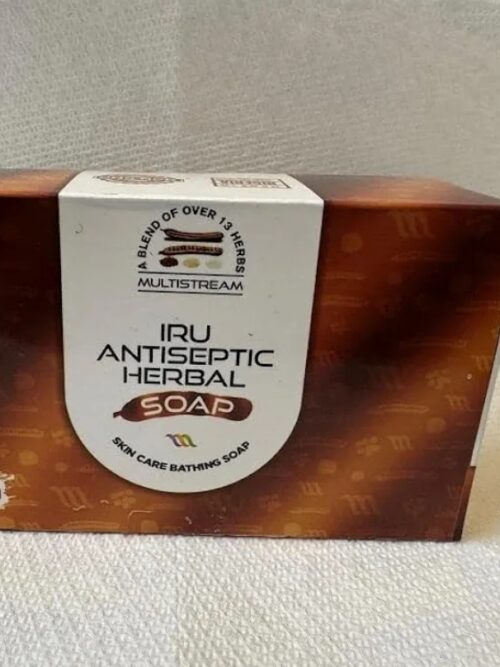 A BLEND OF OVER 13 HERBS
MULTISTREAM
IRU
ANTISEPTIC
HERBAL
SOAP
SKIN CARE BATHING SOAP